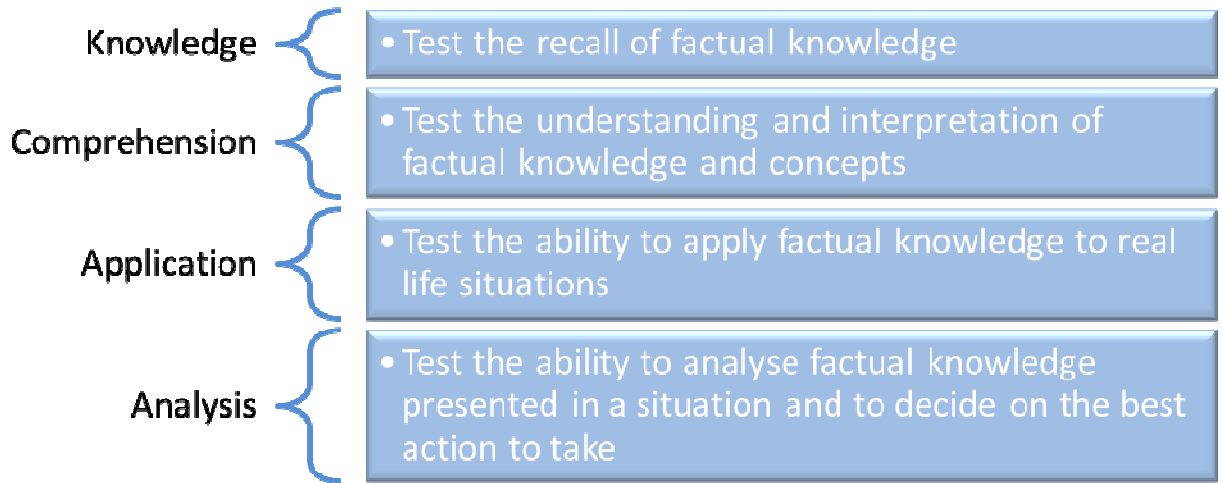 Knowledge
• Test the recall of factual knowledge
Comprehension
• Test the understanding and interpretation of
factual knowledge and concepts
Application
• Test the ability to apply factual knowledge to real
life situations
Analysis
• Test the ability to analyse factual knowledge
presented in a situation and to decide on the best
action to take